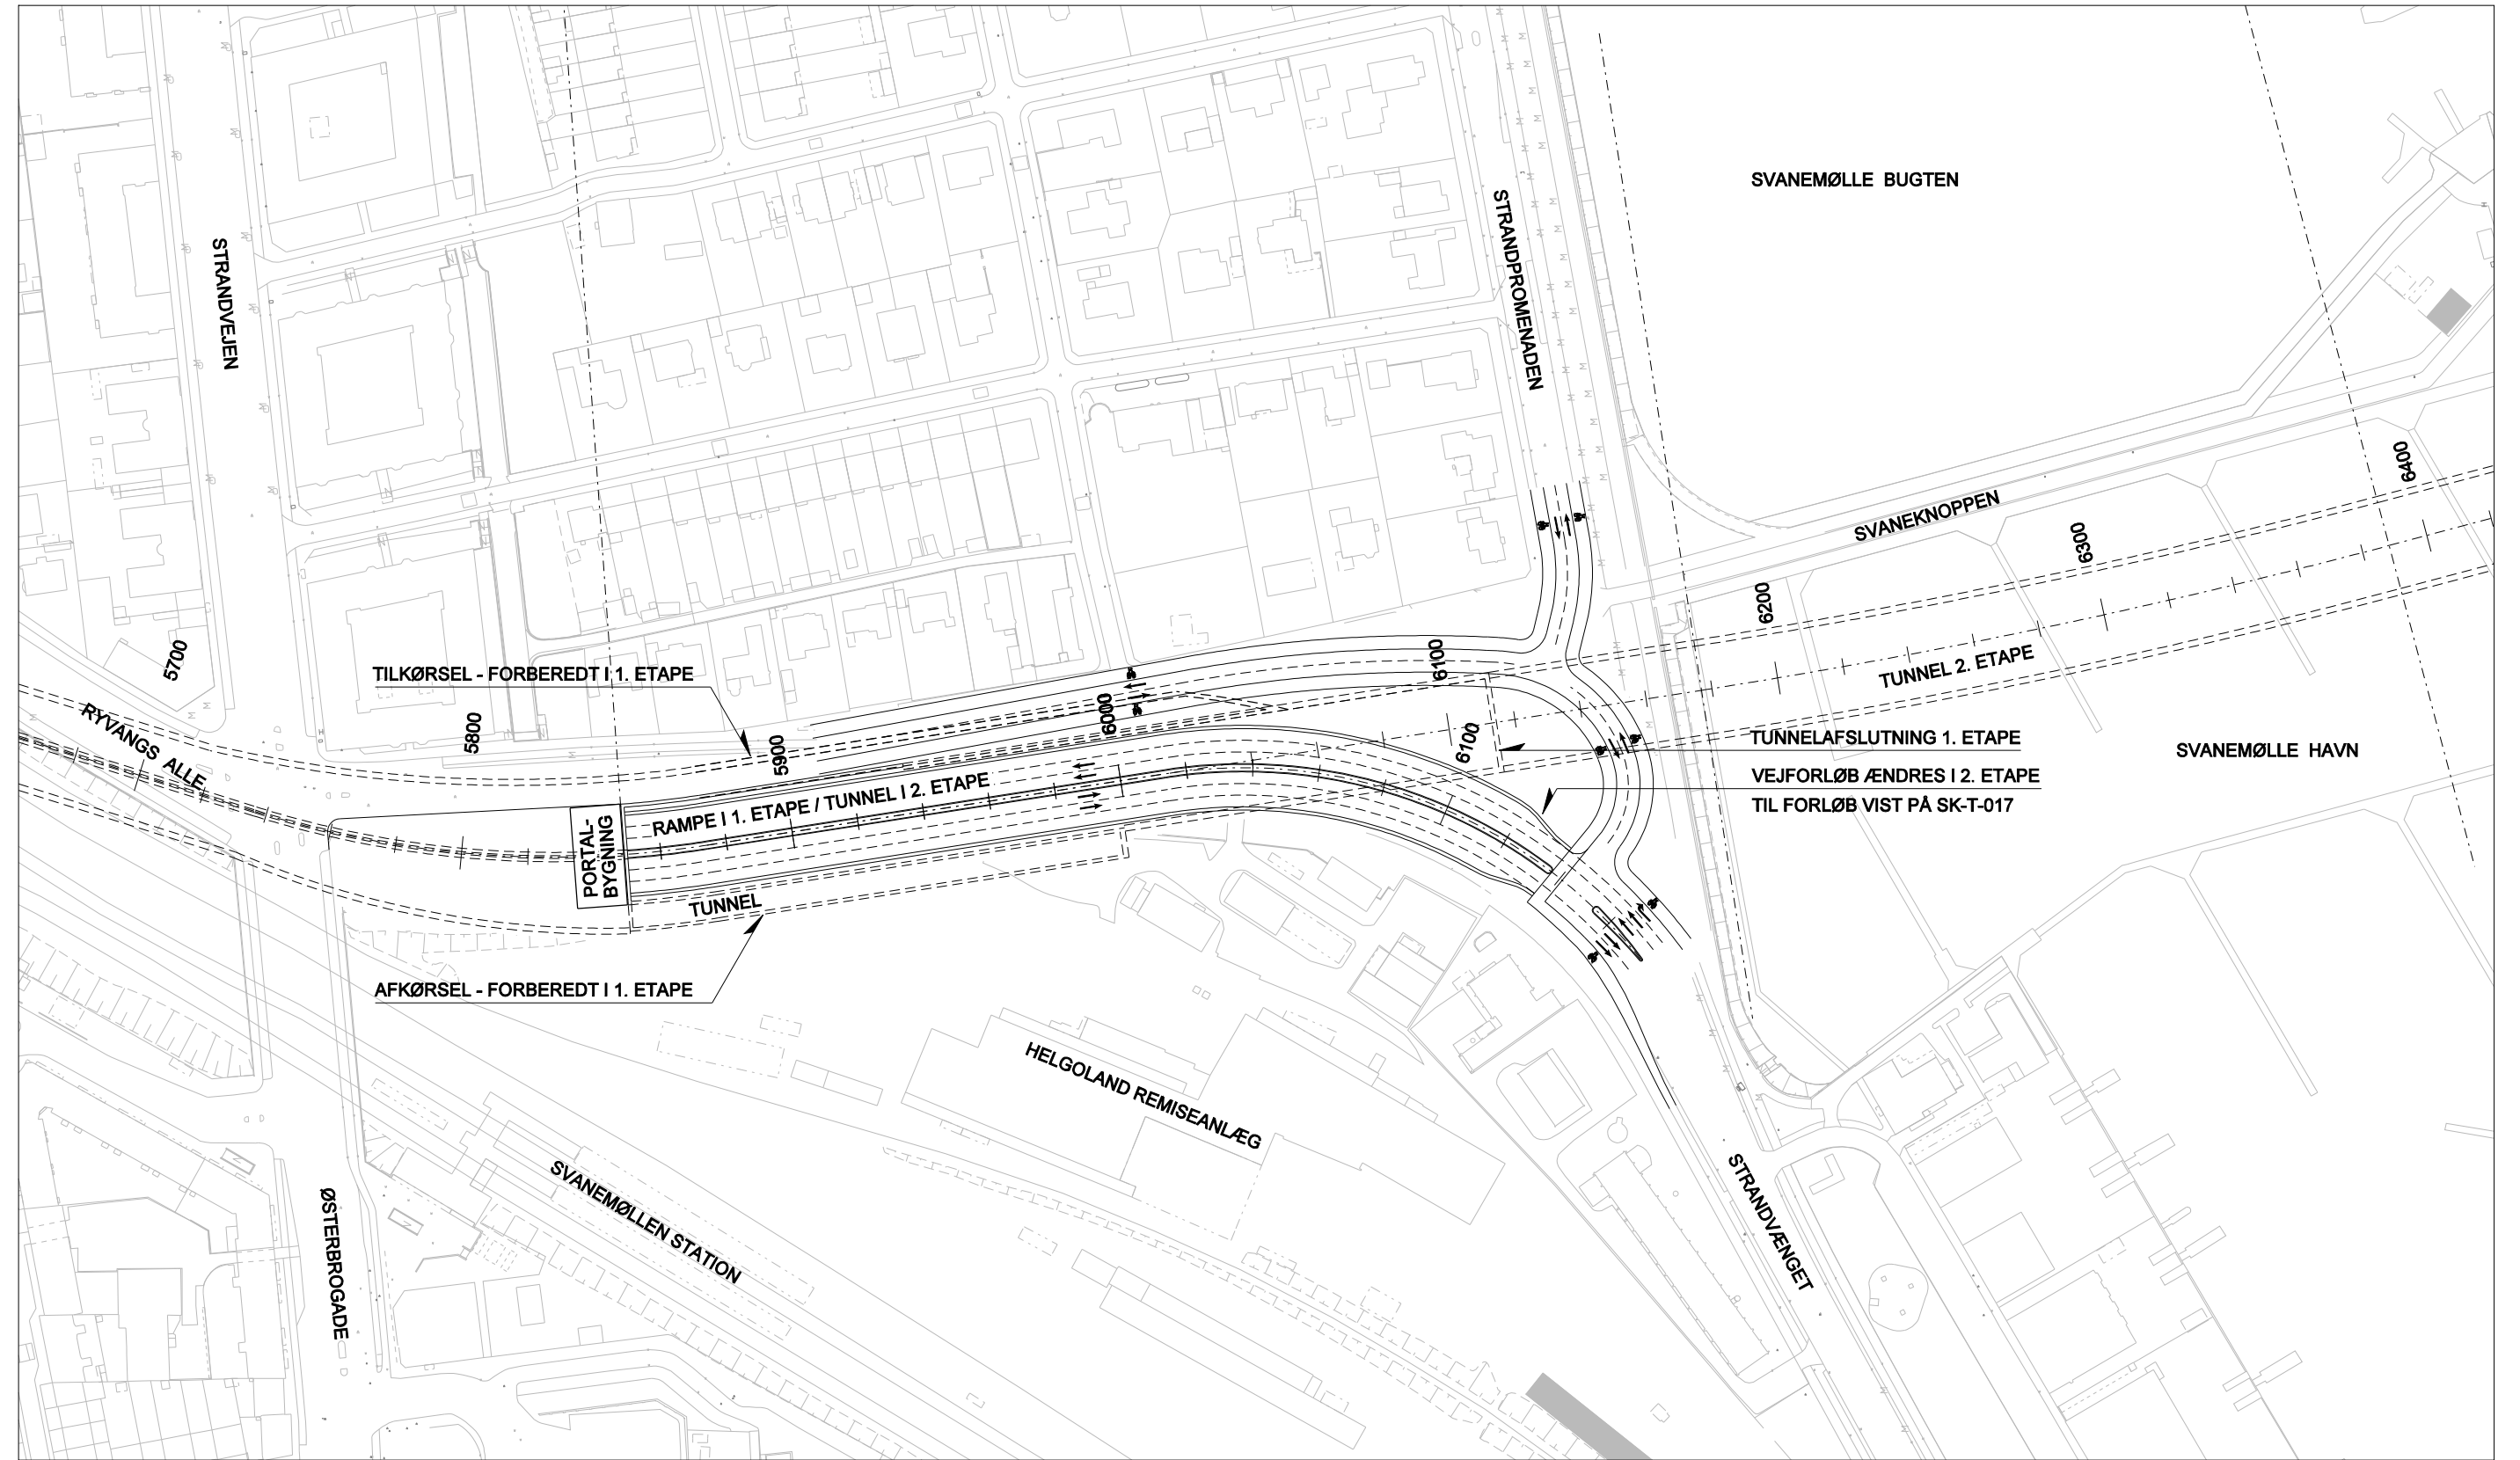 SVANEMØLLE BUGTEN
STRANDPROMENADEN
STRANDVEJEN
6400
SVANEKNOPPEN
6300
6200
5700
TILKØRSEL - FORBEREDT I 1. ETAPE
6100
TUNNEL 2. ETAPE
RYVANGS ALLE
5800
5900
6000
6100
TUNNELAFSLUTNING 1. ETAPE
SVANEMØLLE HAVN
VEJFORLØB ÆNDRES I 2. ETAPE
TIL FORLØB VIST PÅ SK-T-017
RAMPE I 1. ETAPE / TUNNEL I 2. ETAPE
PORTAL-
BYGNING
TUNNEL
AFKØRSEL - FORBEREDT I 1. ETAPE
HELGOLAND REMISEANLÆG
SVANEMØLLEN STATION
ØSTERBROGADE
STRANDVÆNGET